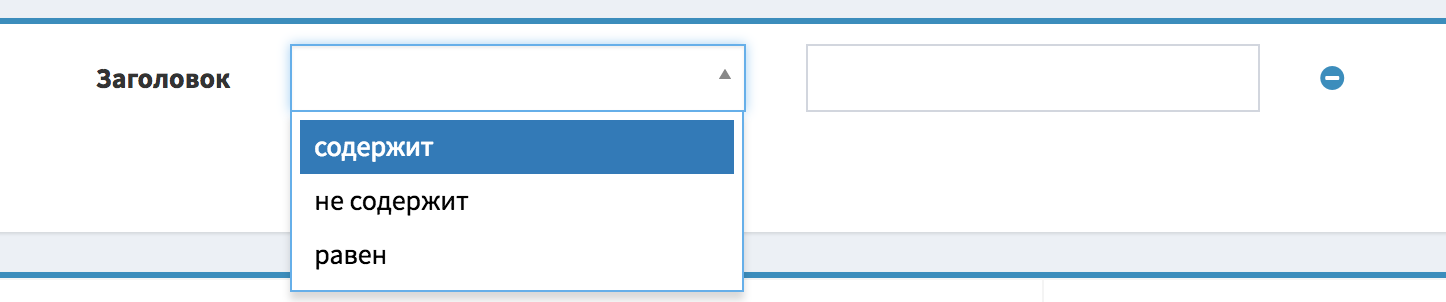 Заголовок
содержит
не содержит
равен